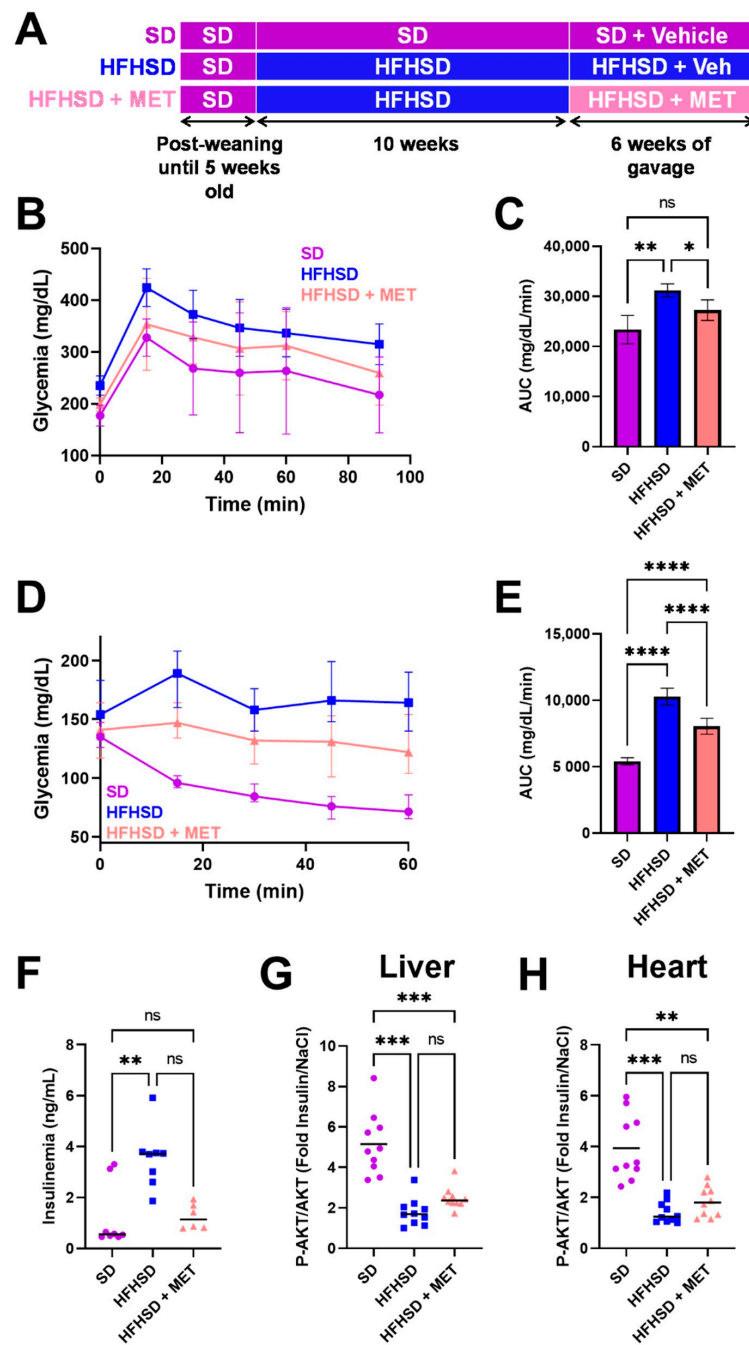 A
SD SD SD SD + Vehicle
HFHSD SD HFHSD HFHSD + Veh
HFHSD + MET SD HFHSD HFHSD + MET
Post-weaning until 5 weeks old
10 weeks
6 weeks of gavage
B
Glycemia (mg/dL)
500
400
300
200
100
0 20 40 60 80 100
Time (min)
SD
HFHSD
HFHSD + MET
C
AUC (mg/dL/min)
40,000
30,000
20,000
10,000
0
ns
** *
SD HFHSD HFHSD + MET
D
Glycemia (mg/dL)
200
150
100
50
SD
HFHSD
HFHSD + MET
0 20 40 60
Time (min)
E
AUC (mg/dL/min)
15,000
10,000
5 000
0
****
****
****
SD HFHSD HFHSD + MET
F
Insulinemia (ng/mL)
8
6
4
2
0
ns
** ns
SD HFHSD HFHSD + MET
G Liver
P-AKT/AKT (Fold Insulin/NaCl)
10
8
6
4
2
0
***
*** ns
SD HFHSD HFHSD + MET
H Heart
P-AKT/AKT (Fold Insulin/NaCl)
8
6
4
2
0
**
*** ns
SD HFHSD HFHSD + MET